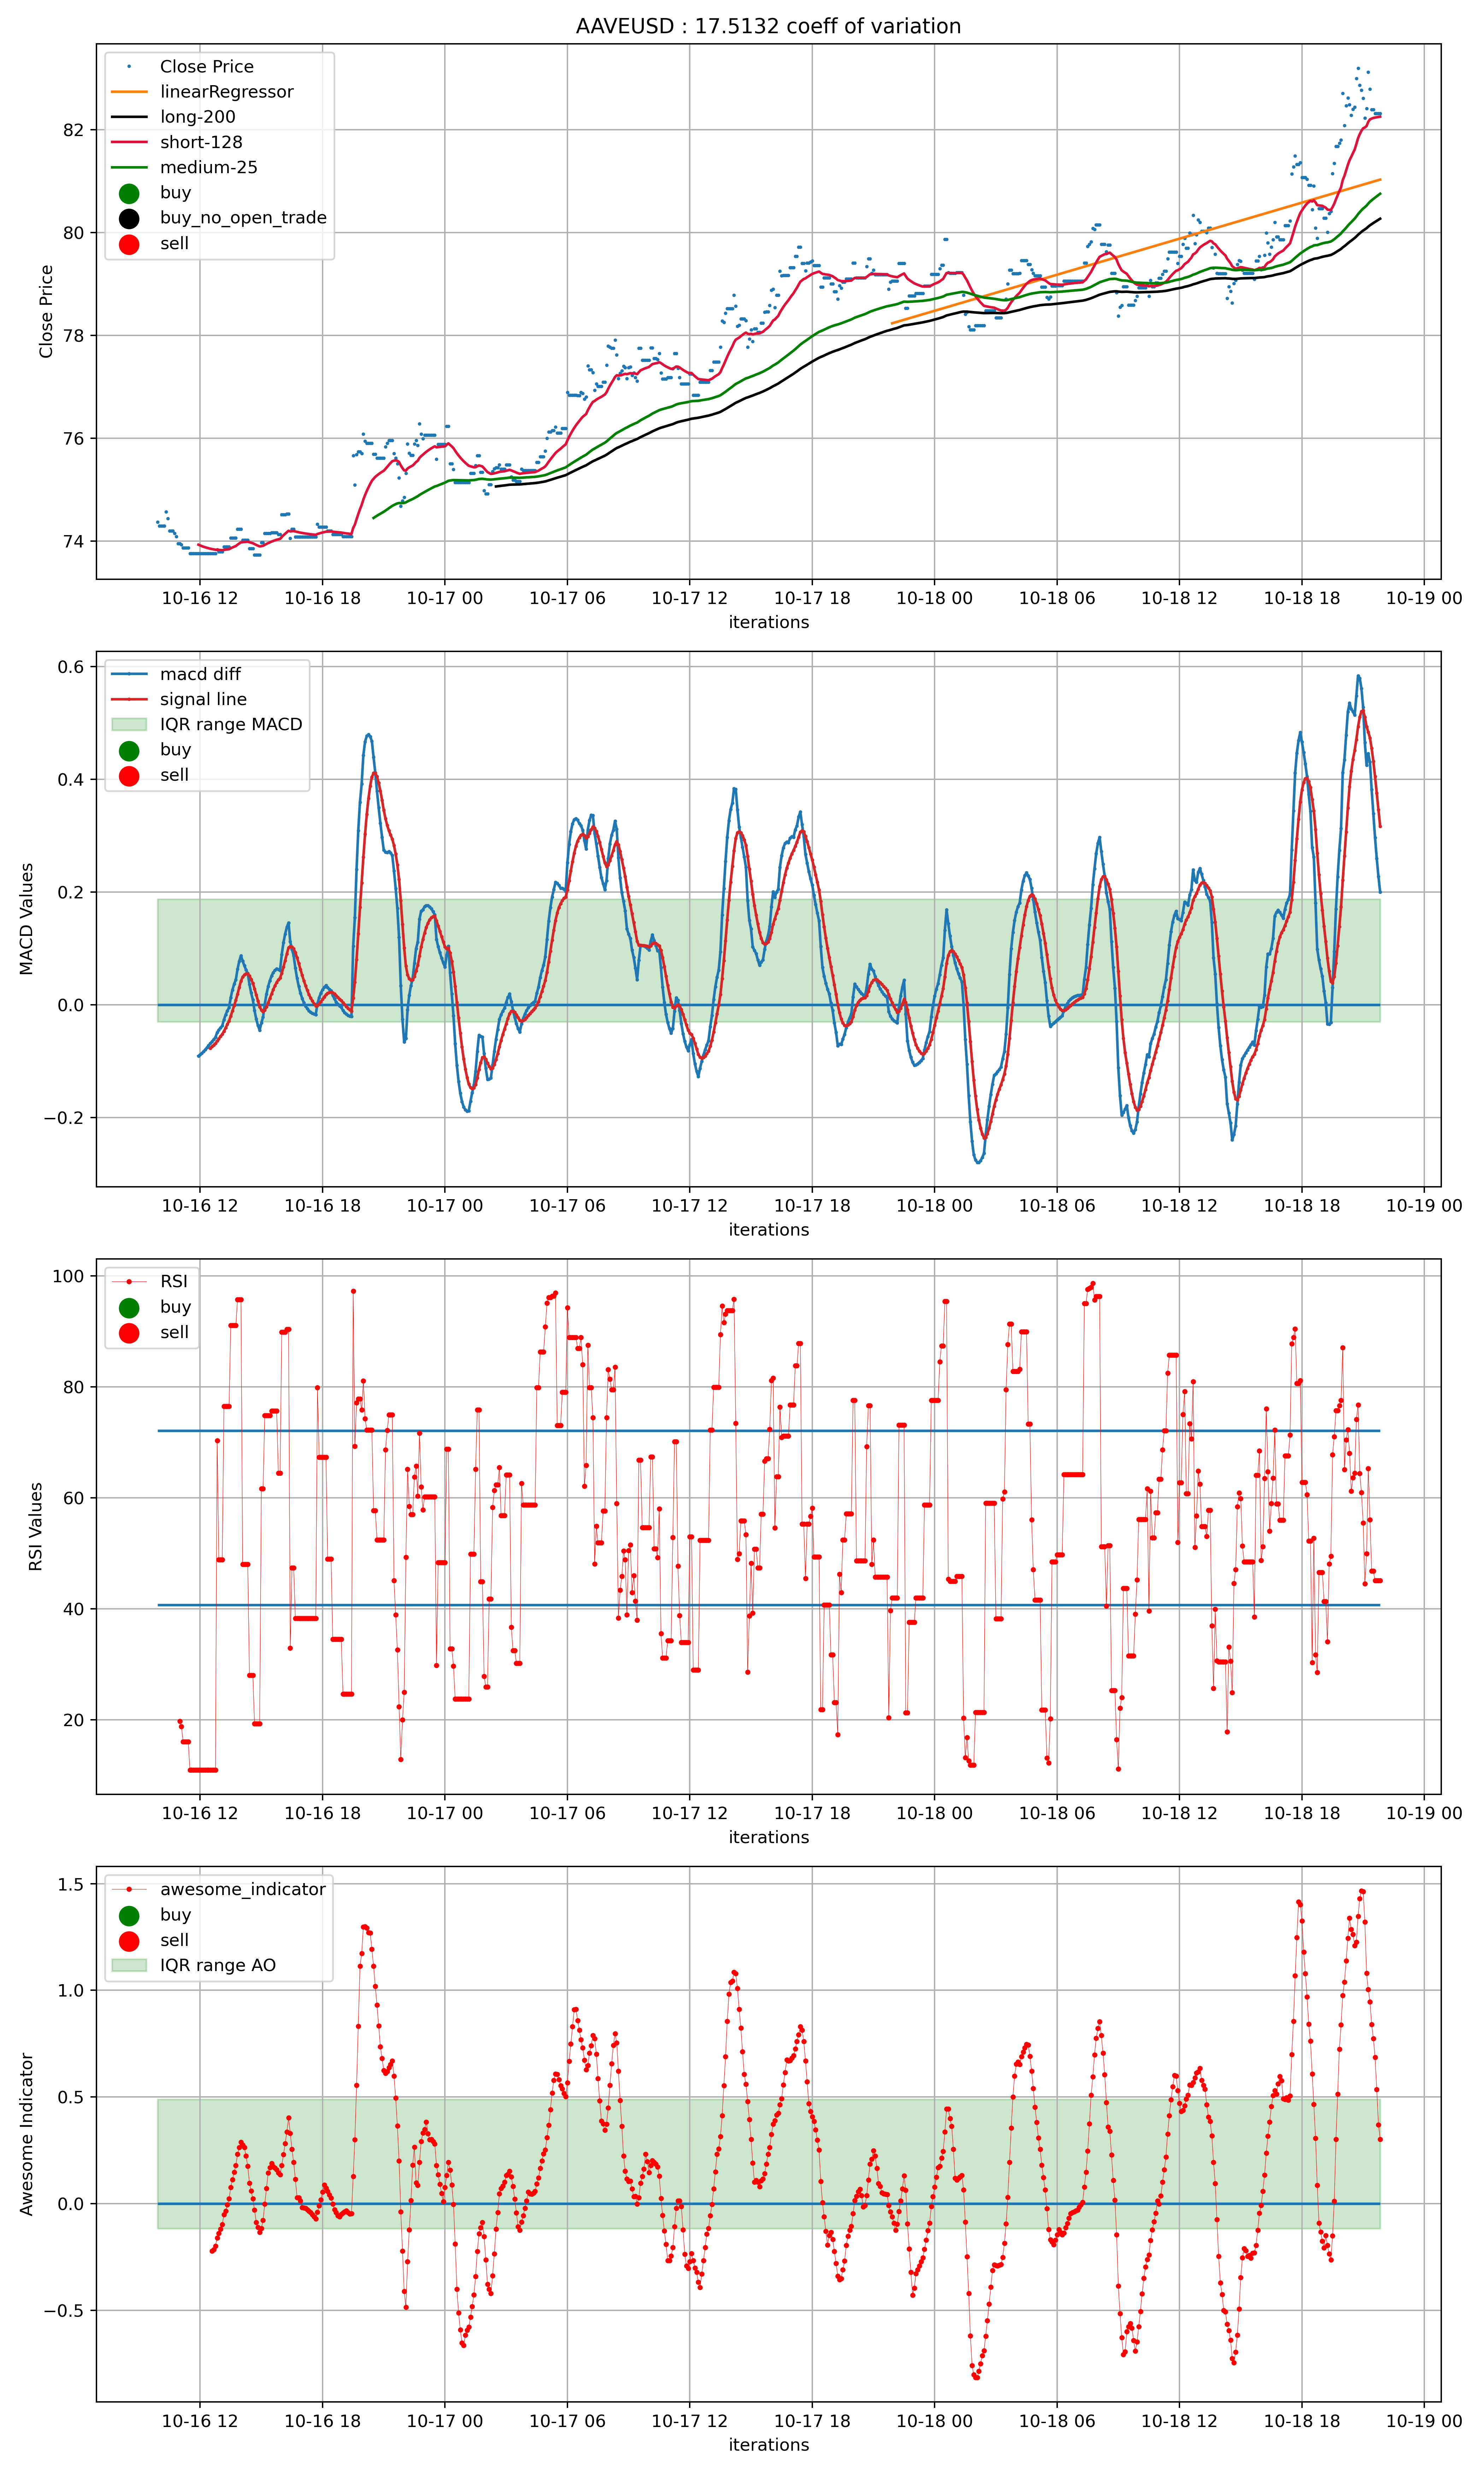 AAVEUSD : 17.5132 coeff of variation
Close Price
linearRegressor
long-200
short-128
medium-25
buy
buy_no_open_trade
sell
Close Price
82
80
78
76
74
10-16 12 10-16 18 10-17 00 10-17 06 10-17 12 10-17 18 10-18 00 10-18 06 10-18 12 10-18 18 10-19 00
iterations
macd diff
signal line
IQR range MACD
buy
sell
MACD Values
0.6
0.4
0.2
0.0
−0.2
10-16 12 10-16 18 10-17 00 10-17 06 10-17 12 10-17 18 10-18 00 10-18 06 10-18 12 10-18 18 10-19 00
iterations
RSI
buy
sell
RSI Values
100
80
60
40
20
10-16 12 10-16 18 10-17 00 10-17 06 10-17 12 10-17 18 10-18 00 10-18 06 10-18 12 10-18 18 10-19 00
iterations
awesome_indicator
buy
sell
IQR range AO
Awesome Indicator
1.5
1.0
0.5
0.0
−0.5
10-16 12 10-16 18 10-17 00 10-17 06 10-17 12 10-17 18 10-18 00 10-18 06 10-18 12 10-18 18 10-19 00
iterations